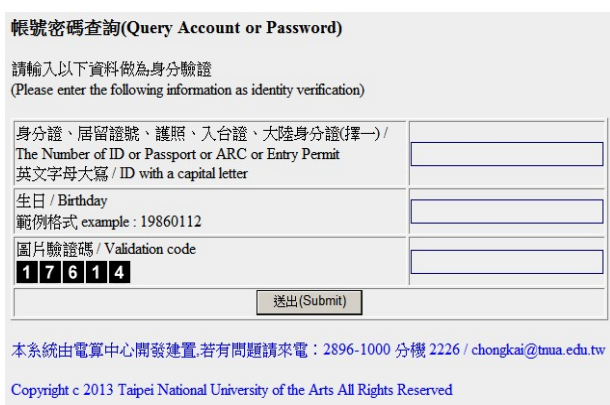 帳號密碼查詢(Query Account or Password)
請輸入以下資料做為身分驗證
(Please enter the following information as identity verification)
身分證、居留證號、護照、入台證、大陸身分證(擇一) /
The Number of ID or Passport or ARC or Entry Permit
英文字母大寫 / ID with a capital letter
生日 / Birthday
範例格式 example : 19860112
圖片驗證碼 / Validation code
1 7 6 1 4
送出(Submit)
本系統由電算中心開發建置,若有問題請來電：2896-1000 分機 2226 / chongkai@tnua.edu.tw
Copyright c 2013 Taipei National University of the Arts All Rights Reserved